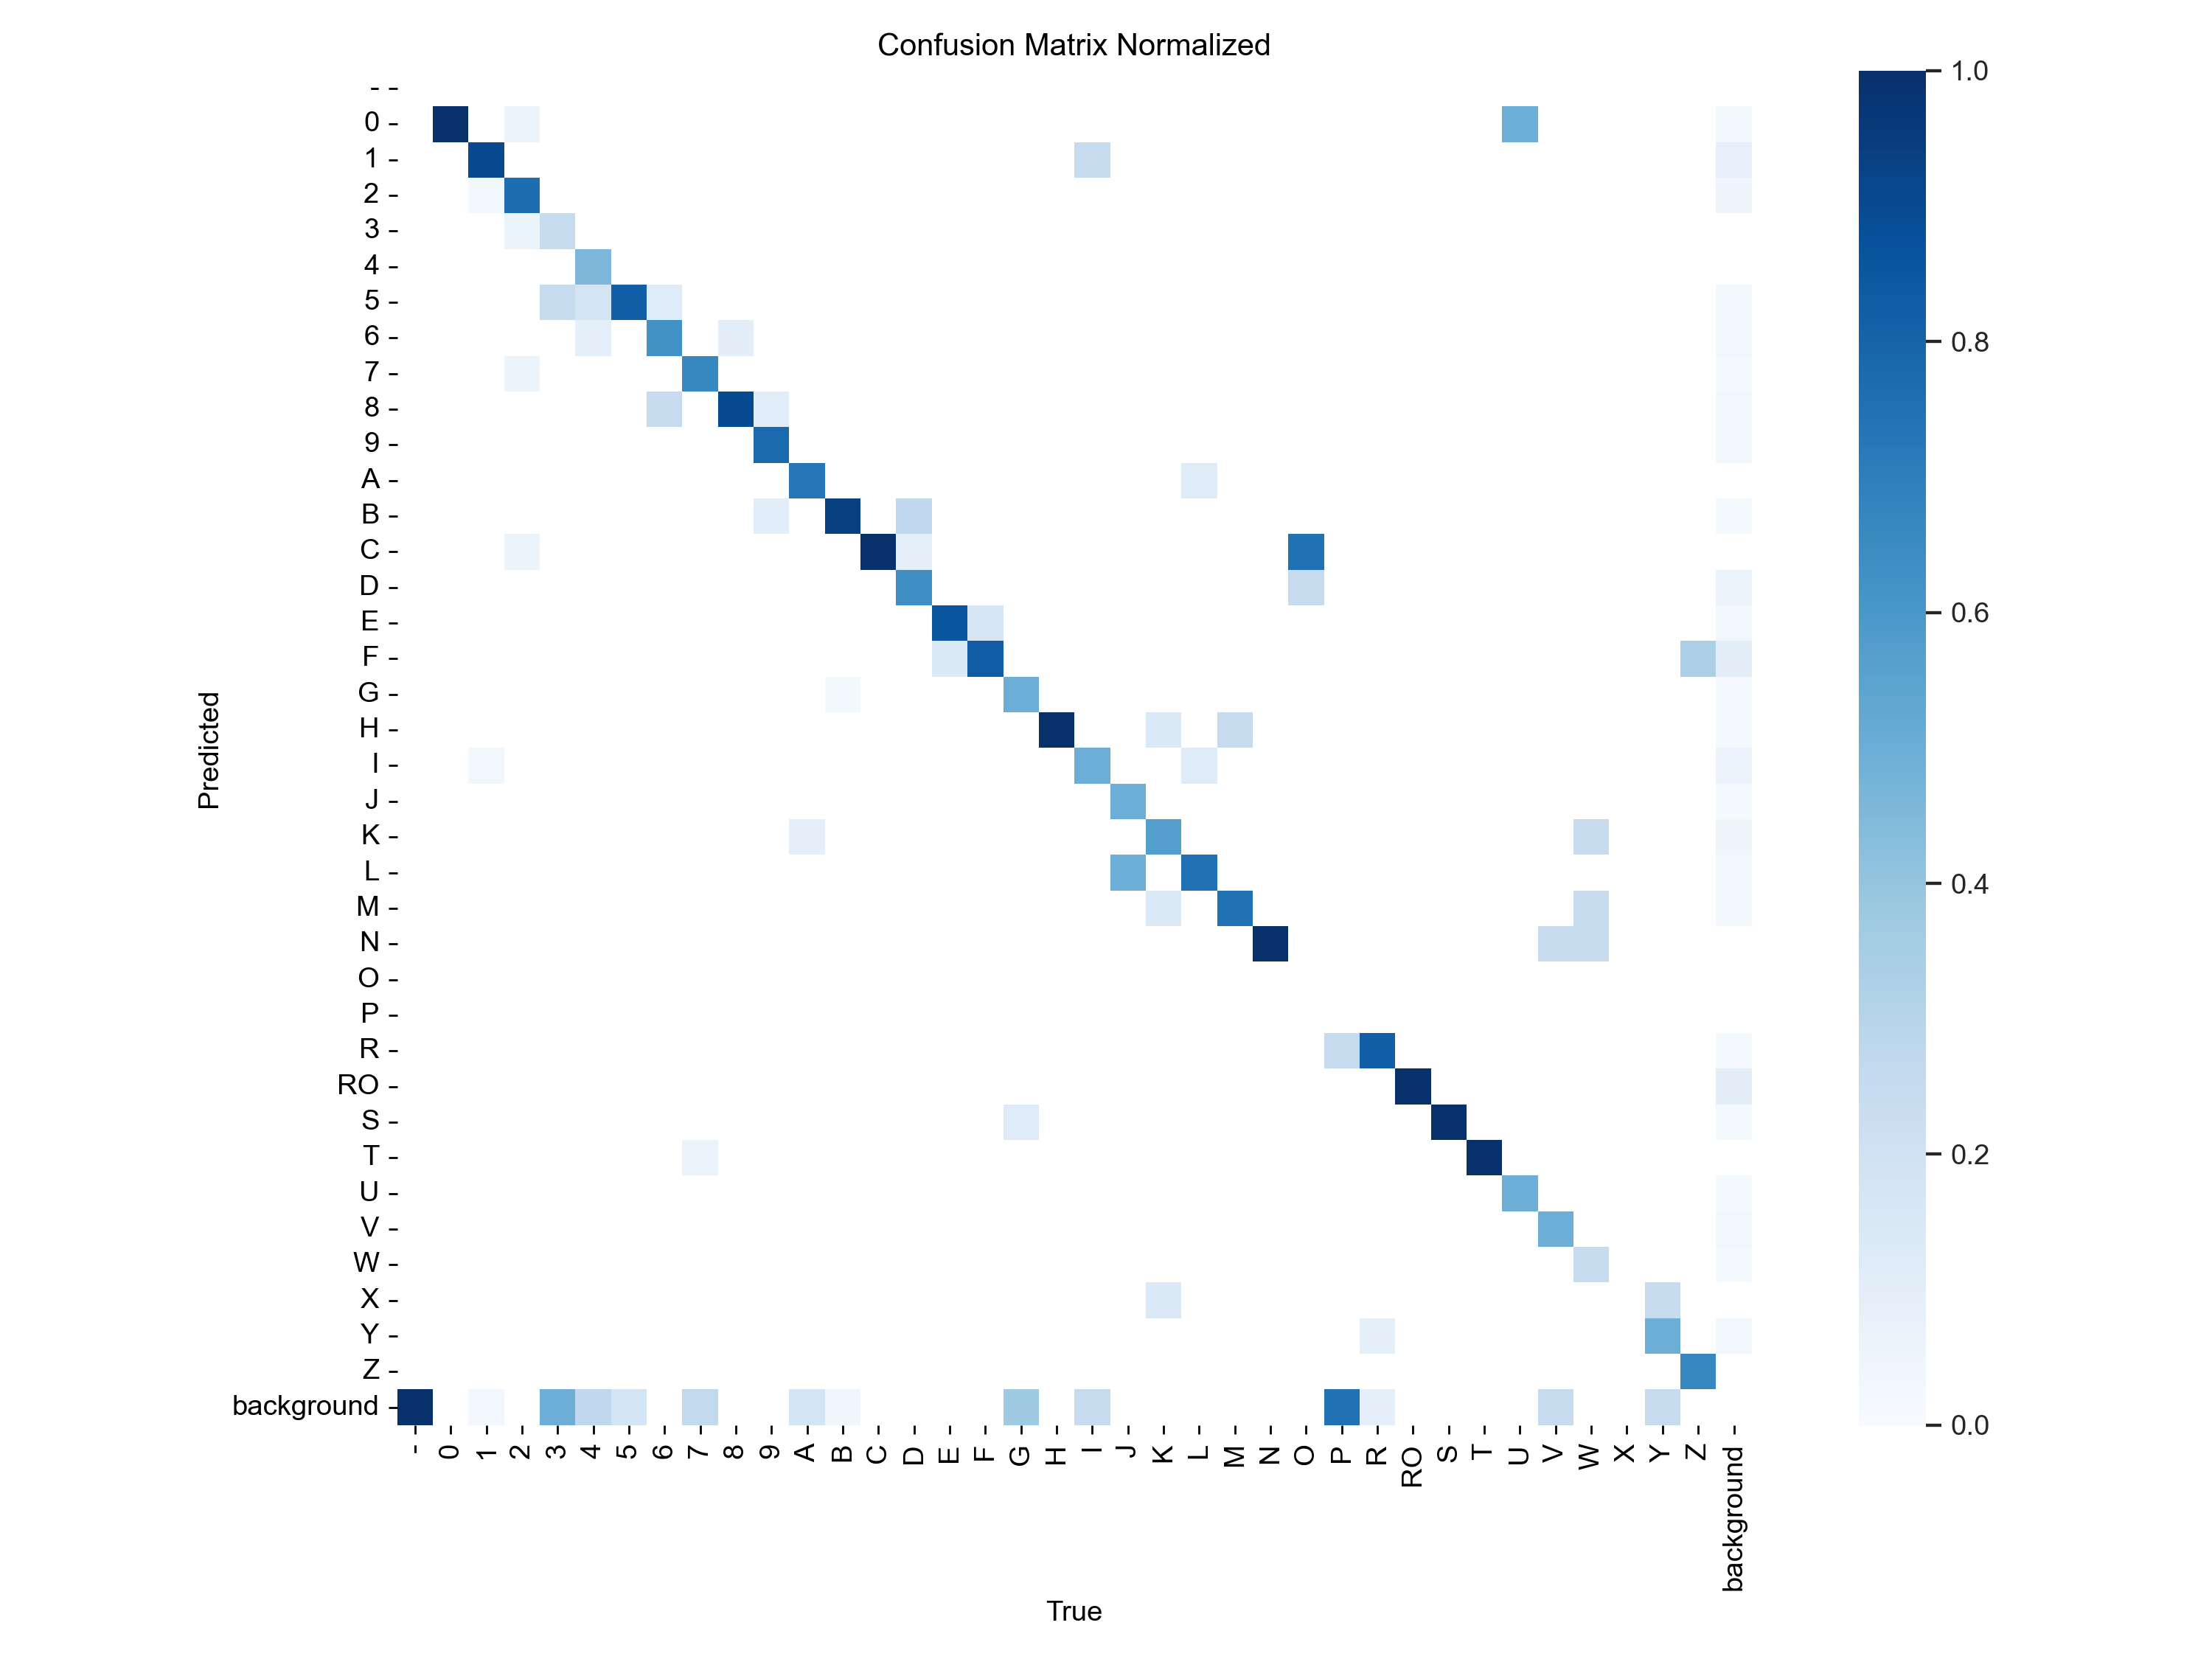 Confusion Matrix Normalized
-
0
1
2
3
4
5
6
7
8
9
A
B
C
D
E
F
G
H
I
J
K
L
M
N
O
P
R
RO
S
T
U
V
W
X
Y
Z
background
Predicted
- 0 1 2 3 4 5 6 7 8 9 A B C D E F G H I J K L M N O P R RO S T U V W X Y Z background
True
1.0
0.8
0.6
0.4
0.2
0.0